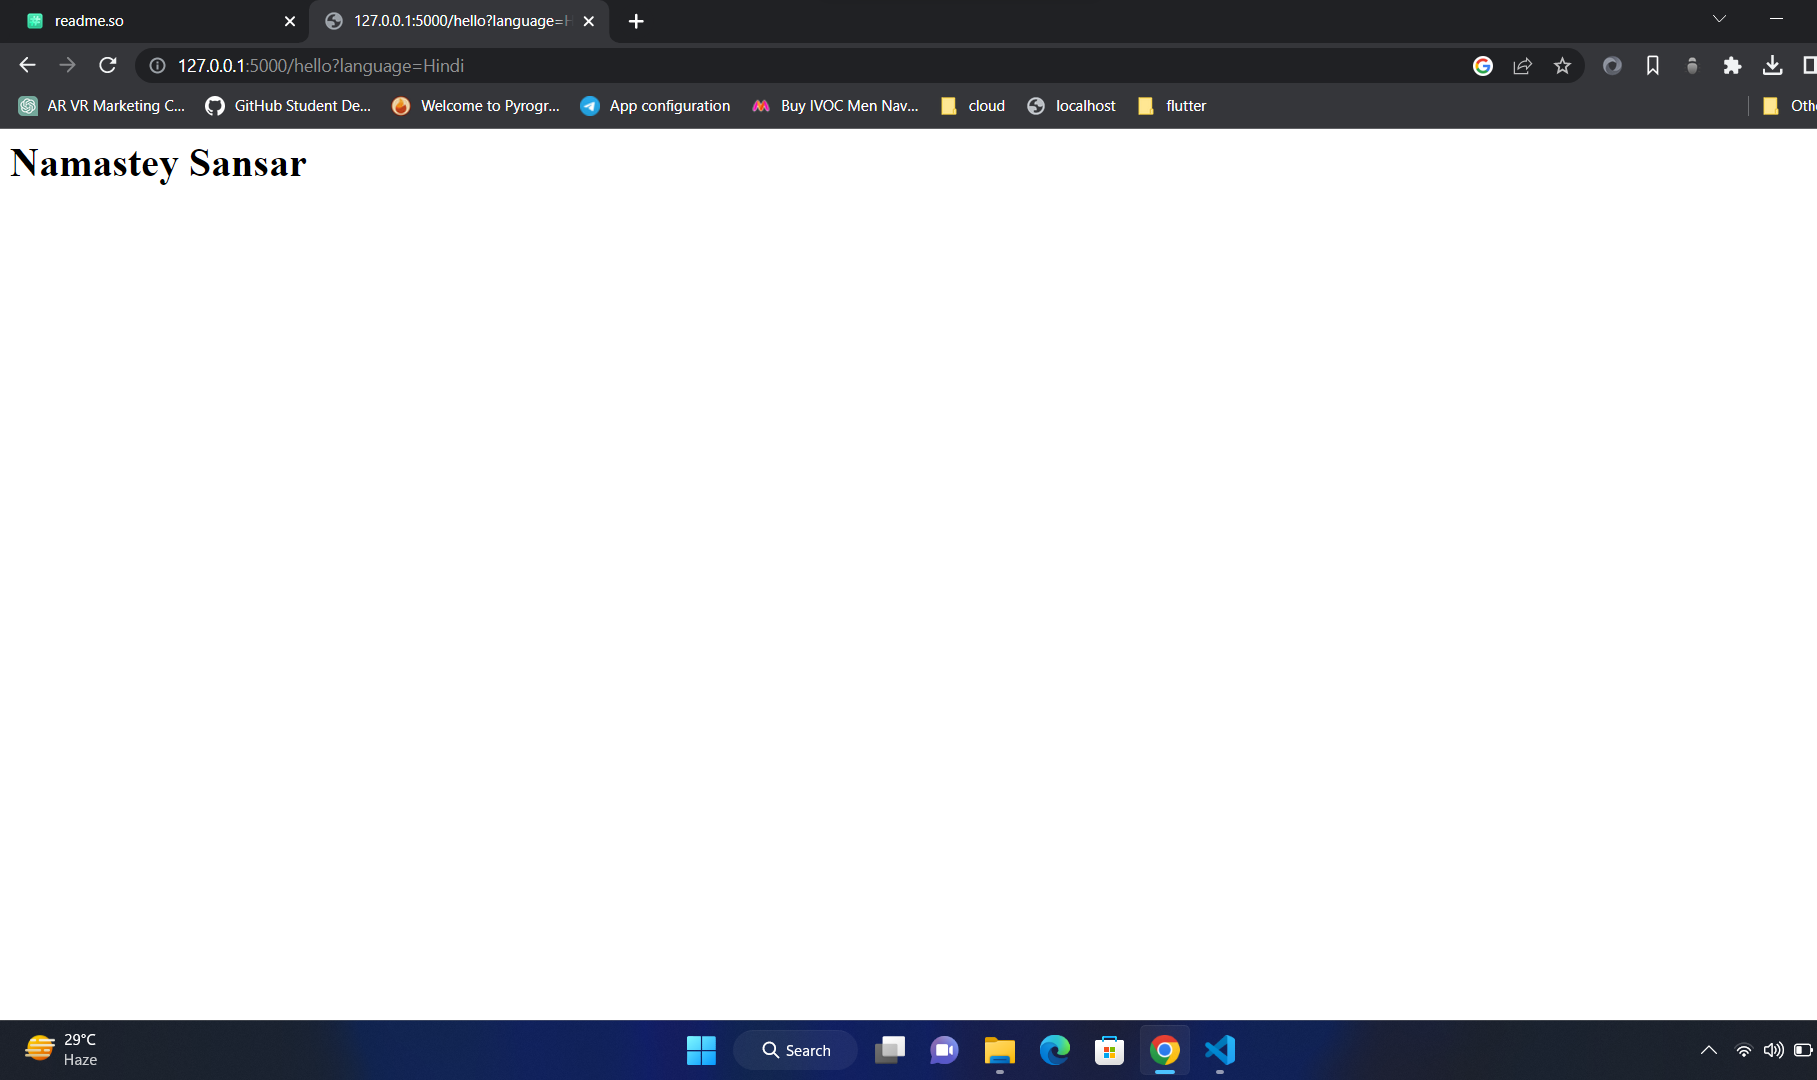 readme.so
127.0.0.1:5000/hello?language=H
127.0.0.1:5000/hello?language=Hindi
AR VR Marketing C... GitHub Student De... Welcome to Pyrogr... App configuration Buy IVOC Men Nav... cloud localhost flutter Oth
Namastey Sansar
29°C
Haze
Search